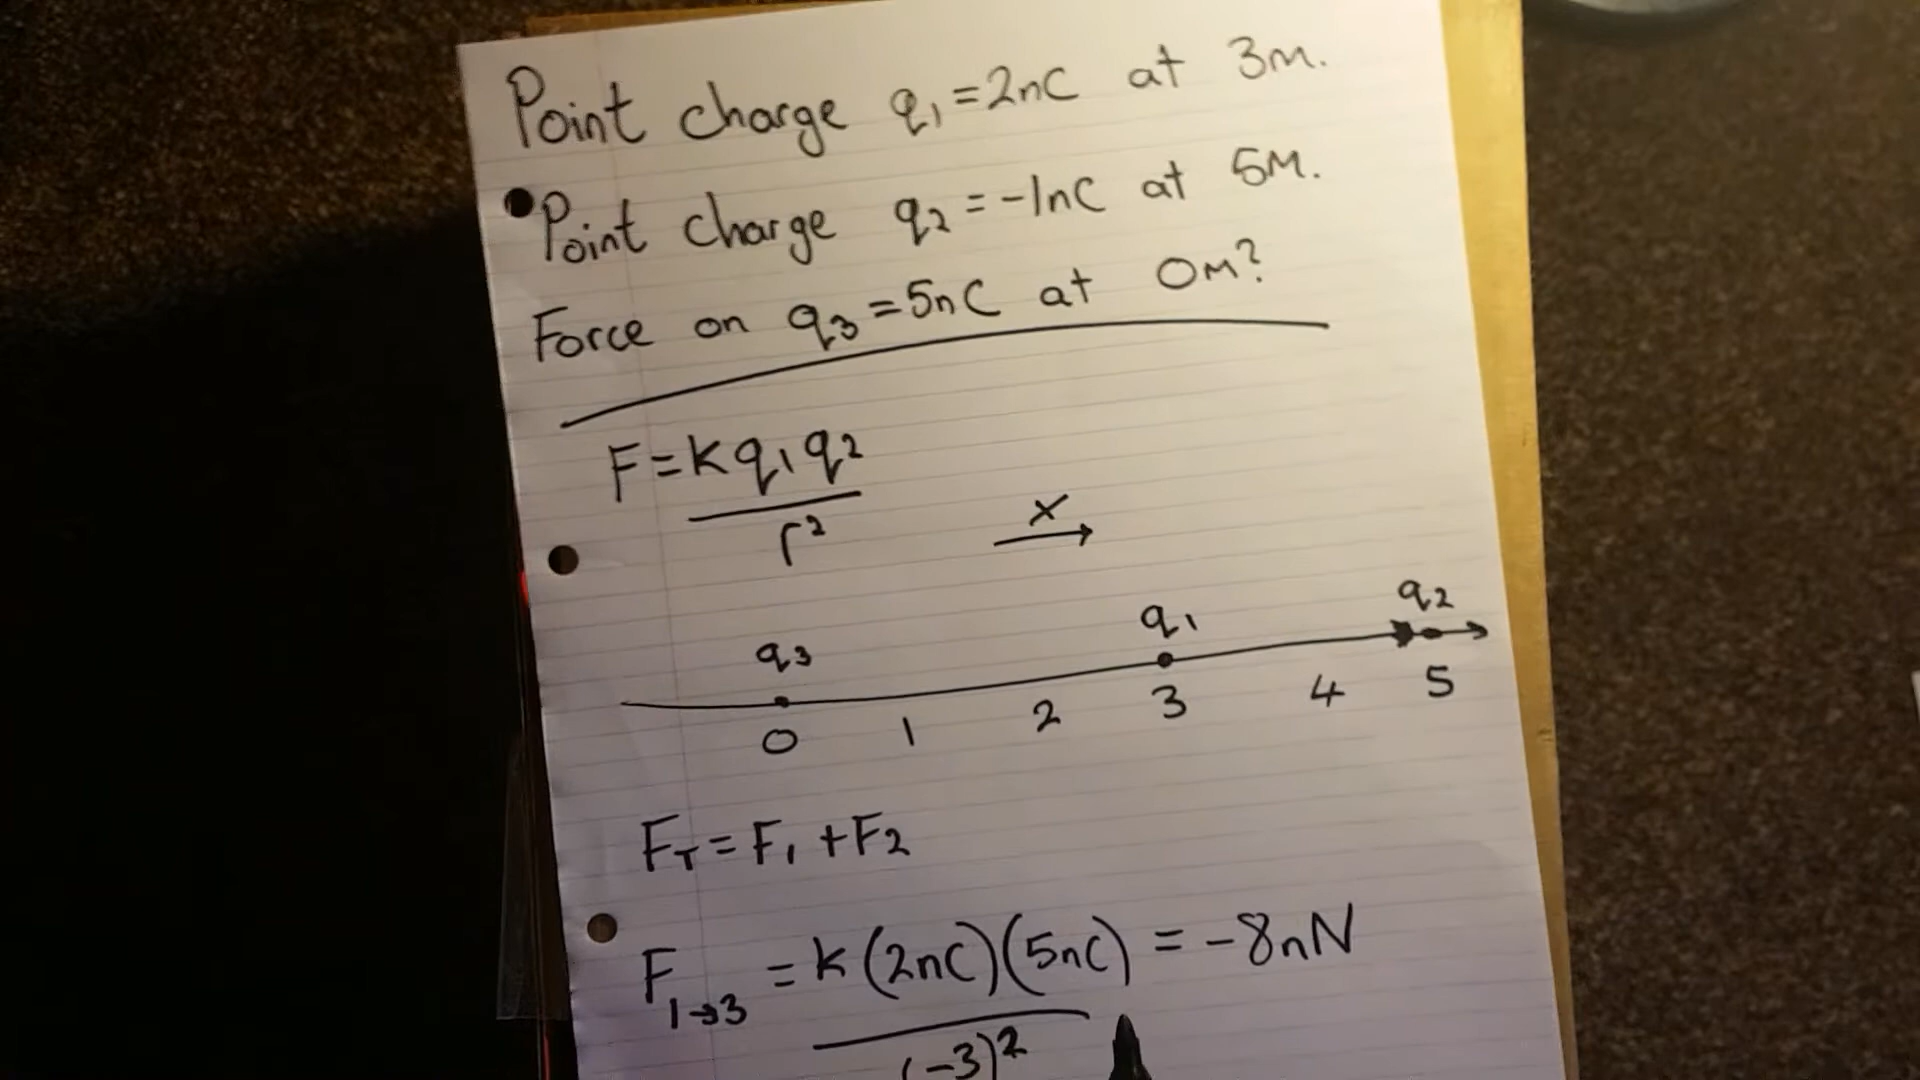 Point charge q1=2nC at 3m.
Point charge q2=-1nC at 5m.
Force on q3=5nC at 0m?
F=Kq1q2
r²
x
q3 q1 q2
0 1 2 3 4 5
FT=F1+F2
F1→3 = k(2nC)(5nC) = -8nN
(-3)²